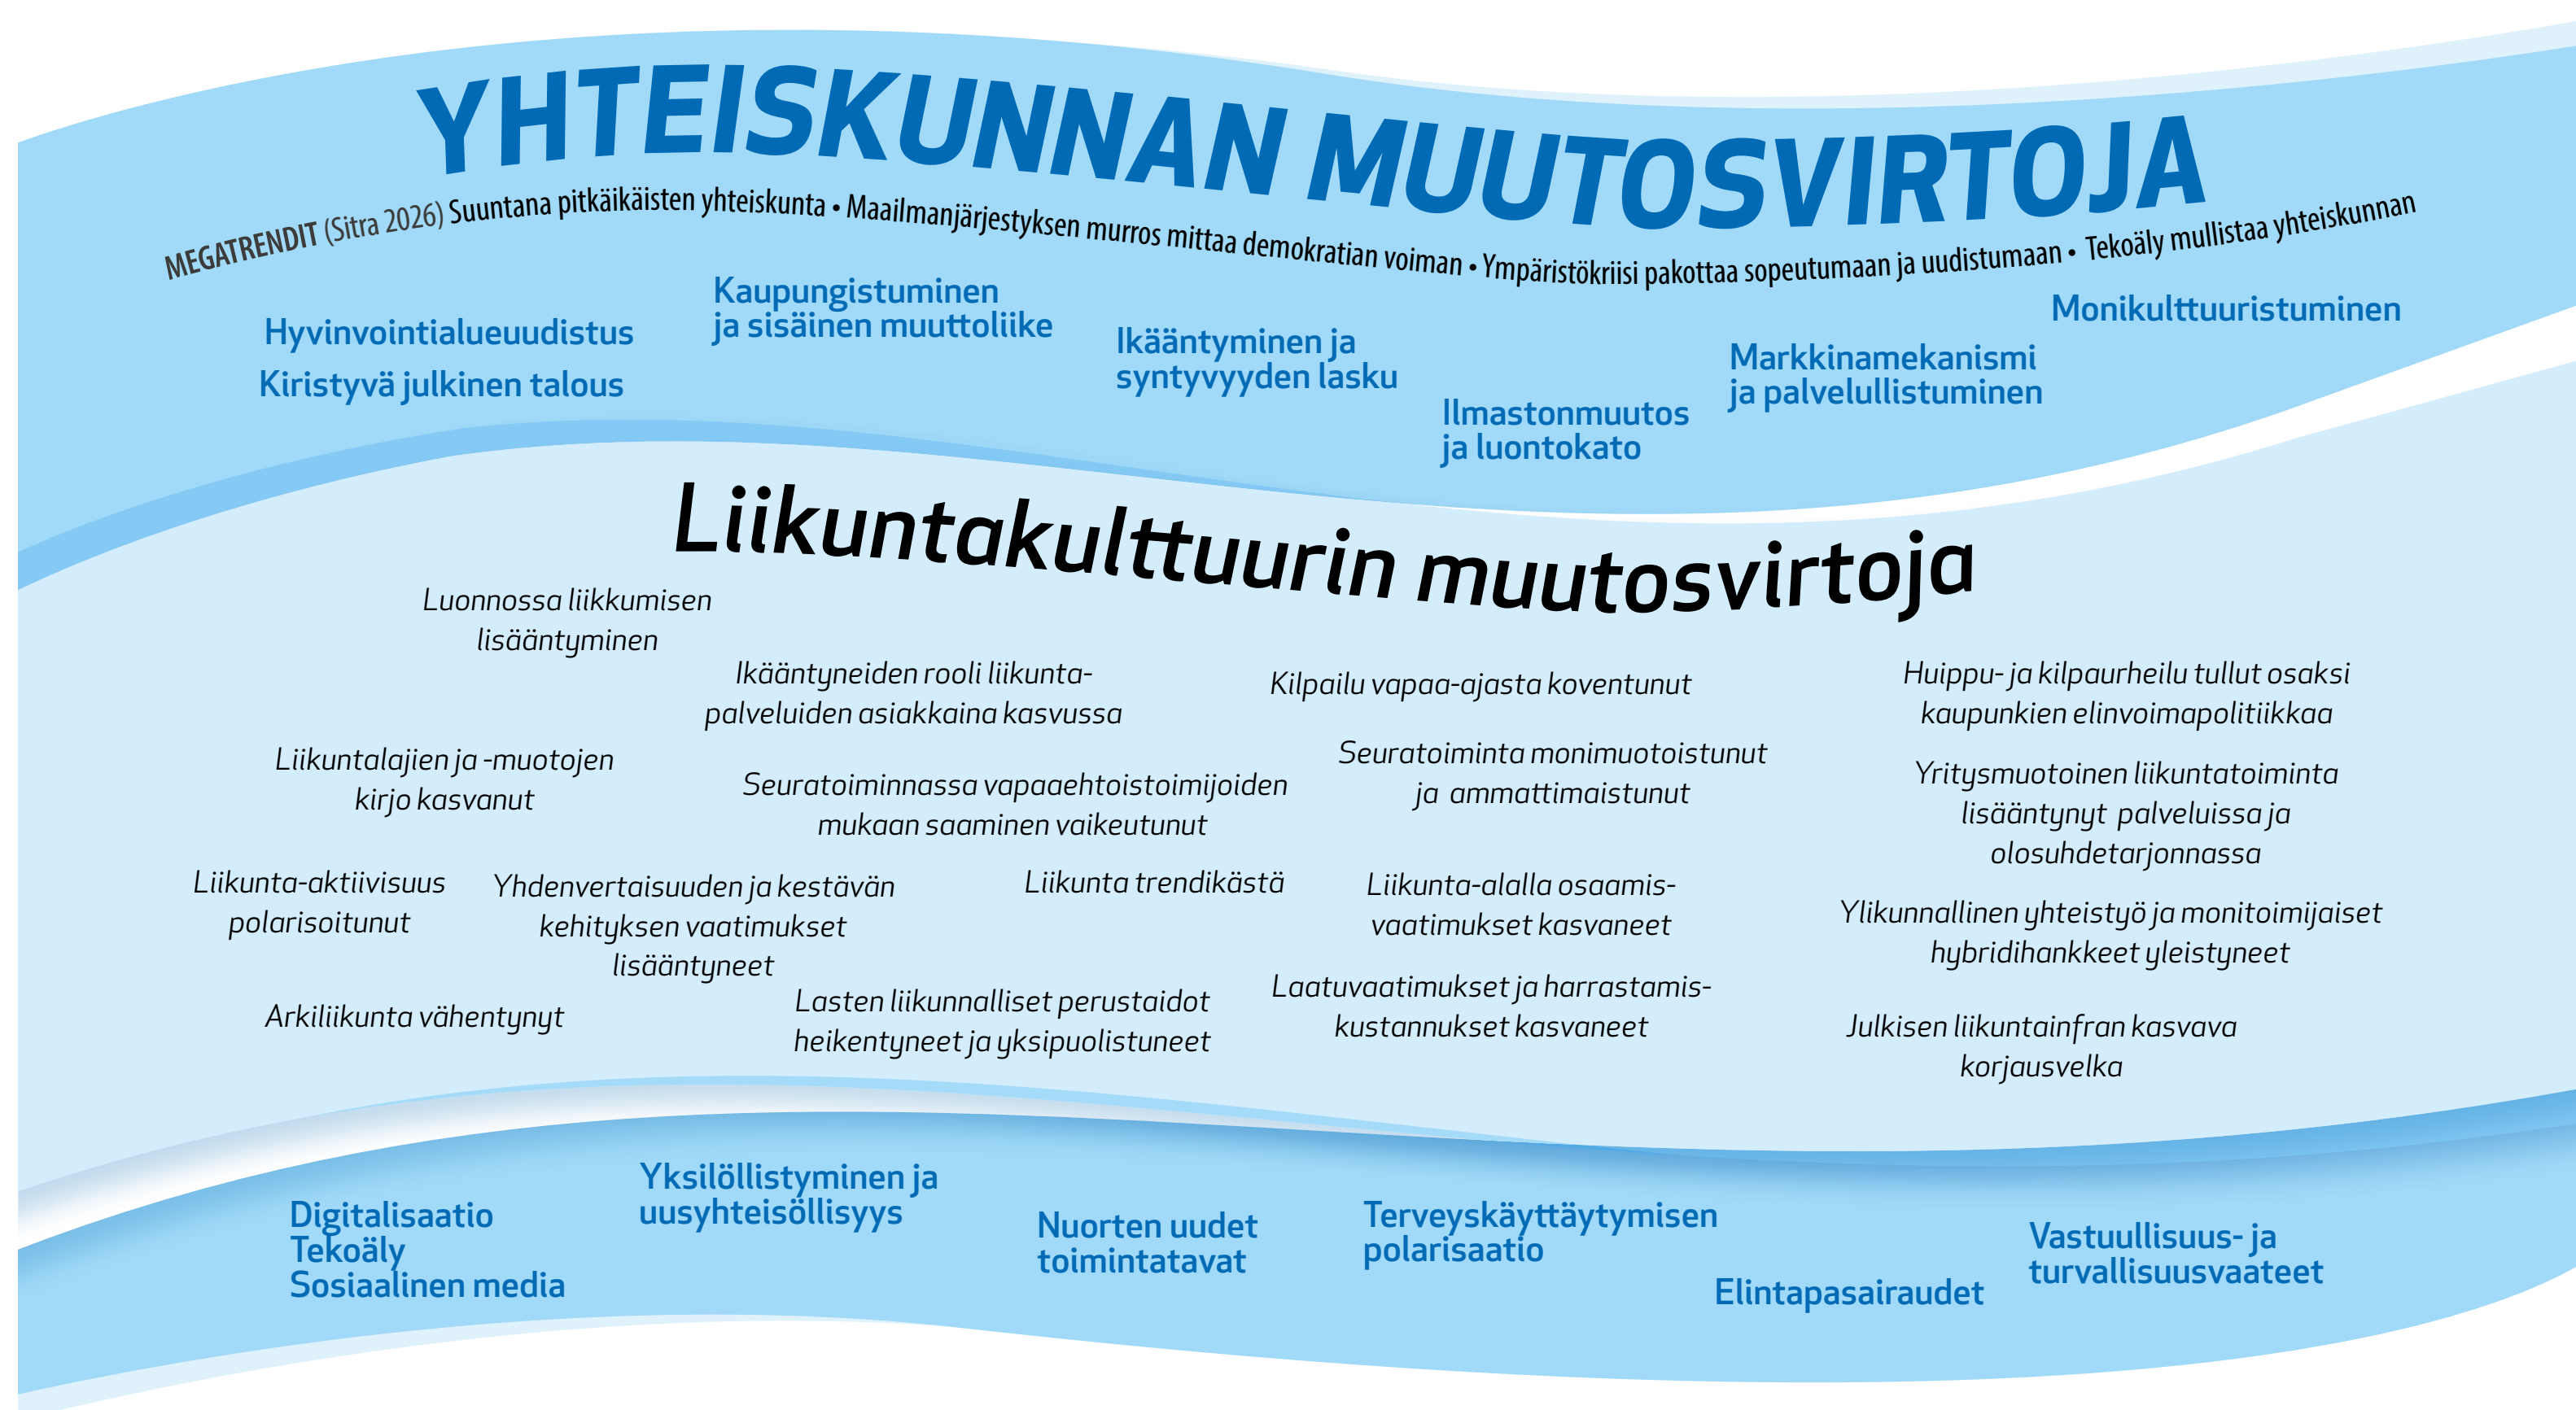 YHTEISKUNNAN MUUTOSVIRTOJA
MEGATRENDIT (Sitra 2026) Suuntana pitkäikäisten yhteiskunta • Maailmanjärjestyksen murros mittaa demokratian voiman • Ympäristökriisi pakottaa sopeutumaan ja uudistumaan • Tekoäly mullistaa yhteiskunnan
Hyvinvointialueuudistus
Kiristyvä julkinen talous
Kaupungistuminen
ja sisäinen muuttoliike
Ikääntyminen ja
syntyvyyden lasku
Ilmastonmuutos
ja luontokato
Markkinamekanismi
ja palvelullistuminen
Monikulttuuristuminen
Liikuntakulttuurin muutosvirtoja
Luonnossa liikkumisen
lisääntyminen
Ikääntyneiden rooli liikunta-
palveluiden asiakkaina kasvussa
Kilpailu vapaa-ajasta koventunut
Huippu- ja kilpaurheilu tullut osaksi
kaupunkien elinvoimapolitiikkaa
Liikuntalajien ja -muotojen
kirjo kasvanut
Seuratoiminnassa vapaaehtoistoimijoiden
mukaan saaminen vaikeutunut
Seuratoiminta monimuotoistunut
ja ammattimaistunut
Yritysmuotoinen liikuntatoiminta
lisääntynyt palveluissa ja
olosuhdetarjonnassa
Liikunta-aktiivisuus
polarisoitunut
Yhdenvertaisuuden ja kestävän
kehityksen vaatimukset
lisääntyneet
Liikunta trendikästä
Liikunta-alalla osaamis-
vaatimukset kasvaneet
Ylikunnallinen yhteistyö ja monitoimijaiset
hybridihankkeet yleistyneet
Arkiliikunta vähentynyt
Lasten liikunnalliset perustaidot
heikentyneet ja yksipuolistuneet
Laatuvaatimukset ja harrastamis-
kustannukset kasvaneet
Julkisen liikuntainfran kasvava
korjausvelka
Digitalisaatio
Tekoäly
Sosiaalinen media
Yksilöllistyminen ja
uusyhteisöllisyys
Nuorten uudet
toimintatavat
Terveyskäyttäytymisen
polarisaatio
Elintapasairaudet
Vastuullisuus- ja
turvallisuusvaateet